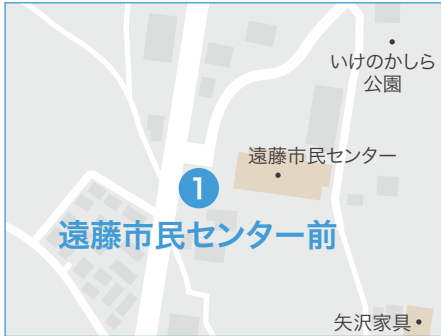 いけのかしら
公園
遠藤市民センター
1
遠藤市民センター前
矢沢家具